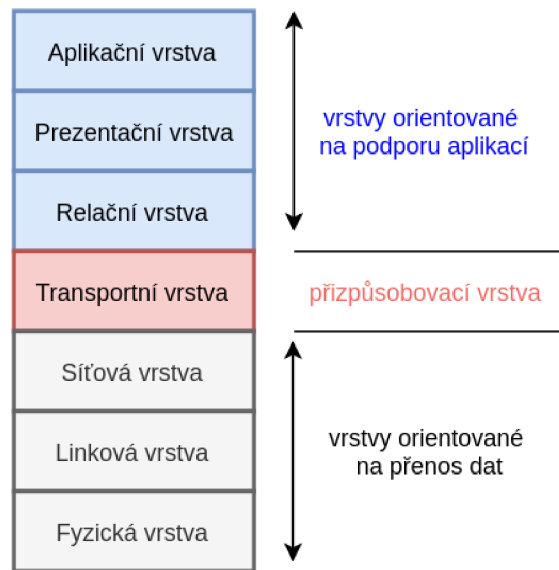 Aplikační vrstva
Prezentační vrstva
Relační vrstva
vrstvy orientované
na podporu aplikací
Transportní vrstva
přizpůsobovací vrstva
Síťová vrstva
Linková vrstva
Fyzická vrstva
vrstvy orientované
na přenos dat